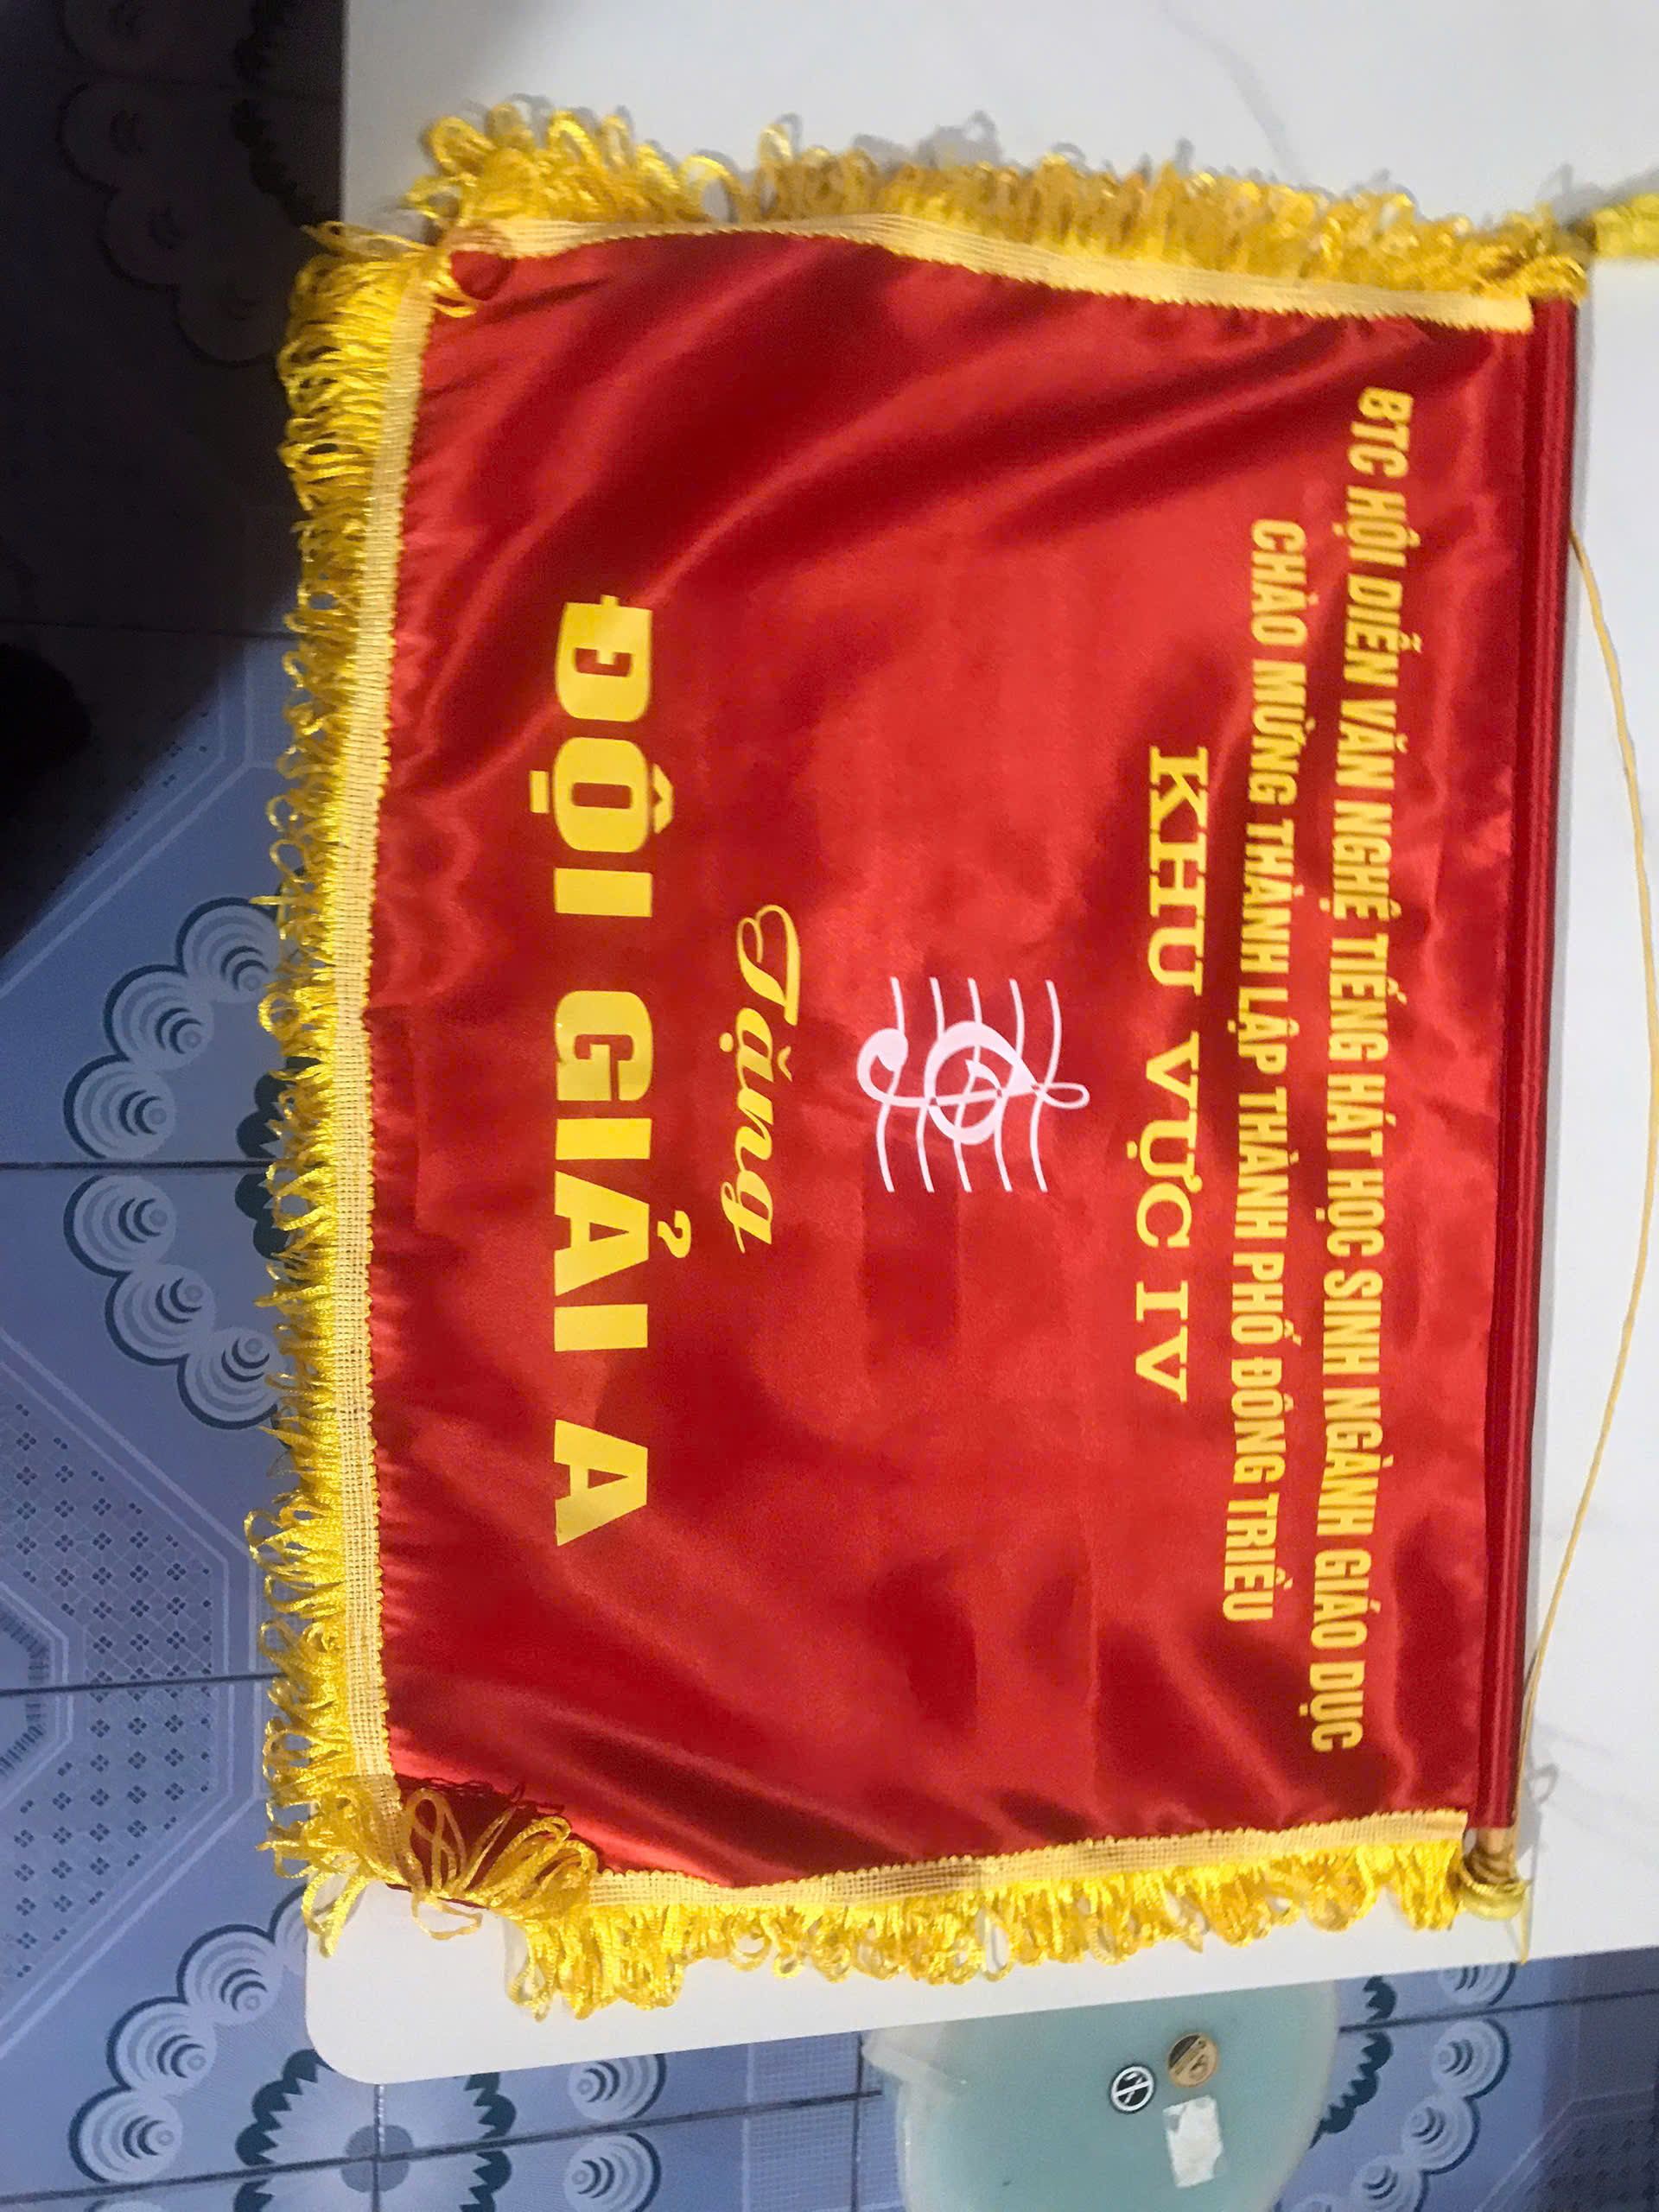 BTC HỘI DIỄN VĂN NGHỆ TIẾNG HÁT HỌC SINH NGÀNH GIÁO DỤC
CHÀO MỪNG THÀNH LẬP THÀNH PHỐ ĐÔNG TRIỀU
KHU VỰC IV
Tặng
ĐỘI GIẢI A